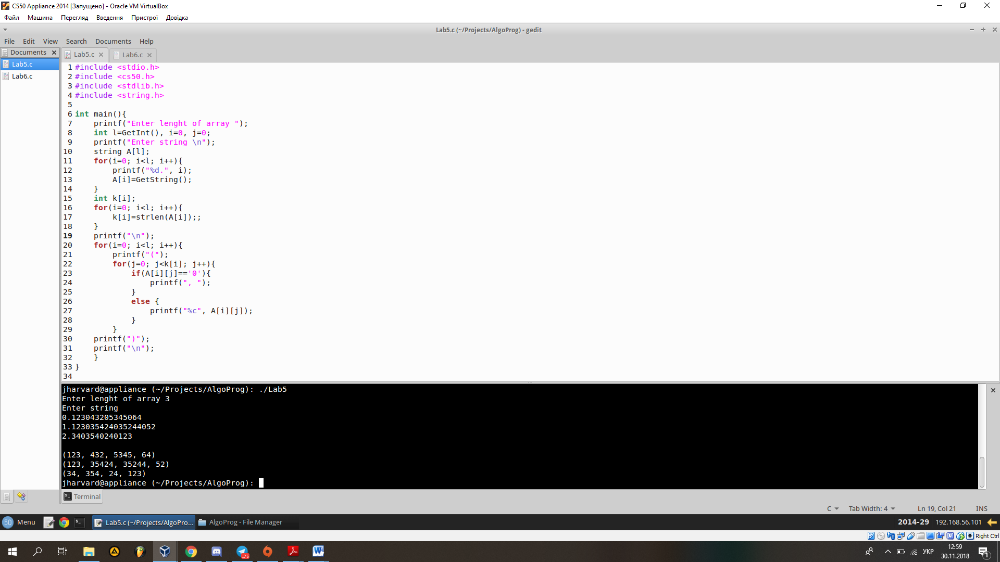 CS50 Appliance 2014 [Запущено] - Oracle VM VirtualBox
Файл Машина Перегляд Введення Пристрої Довідка
Lab5.c (~/Projects/AlgoProg) - gedit
File Edit View Search Documents Help
Documents
Lab5.c Lab6.c
Lab5.c
Lab6.c
1 #include <stdio.h>
2 #include <cs50.h>
3 #include <stdlib.h>
4 #include <string.h>
5
6 int main(){
7     printf("Enter lenght of array ");
8     int l=GetInt(), i=0, j=0;
9     printf("Enter string \n");
10     string A[l];
11     for(i=0; i<l; i++){
12         printf("%d.", i);
13         A[i]=GetString();
14     }
15     int k[i];
16     for(i=0; i<l; i++){
17         k[i]=strlen(A[i]);;
18     }
19     printf("\n");
20     for(i=0; i<l; i++){
21         printf("(");
22         for(j=0; j<k[i]; j++){
23             if(A[i][j]=='0'){
24                 printf(", ");
25             }
26             else {
27                 printf("%c", A[i][j]);
28             }
29         }
30     printf(")");
31     printf("\n");
32     }
33 }
34
jharvard@appliance (~/Projects/AlgoProg): ./Lab5
Enter lenght of array 3
Enter string
0.123043205345064
1.123035424035244052
2.3403540240123
(123, 432, 5345, 64)
(123, 35424, 35244, 52)
(34, 354, 24, 123)
jharvard@appliance (~/Projects/AlgoProg):
Terminal
C Tab Width: 4 Ln 19, Col 21 INS
50 Menu Lab5.c (~/Projects/AlgoPro... AlgoProg - File Manager 2014-29 192.168.56.101
Right Ctrl
.75
УКР
12:59
30.11.2018
1